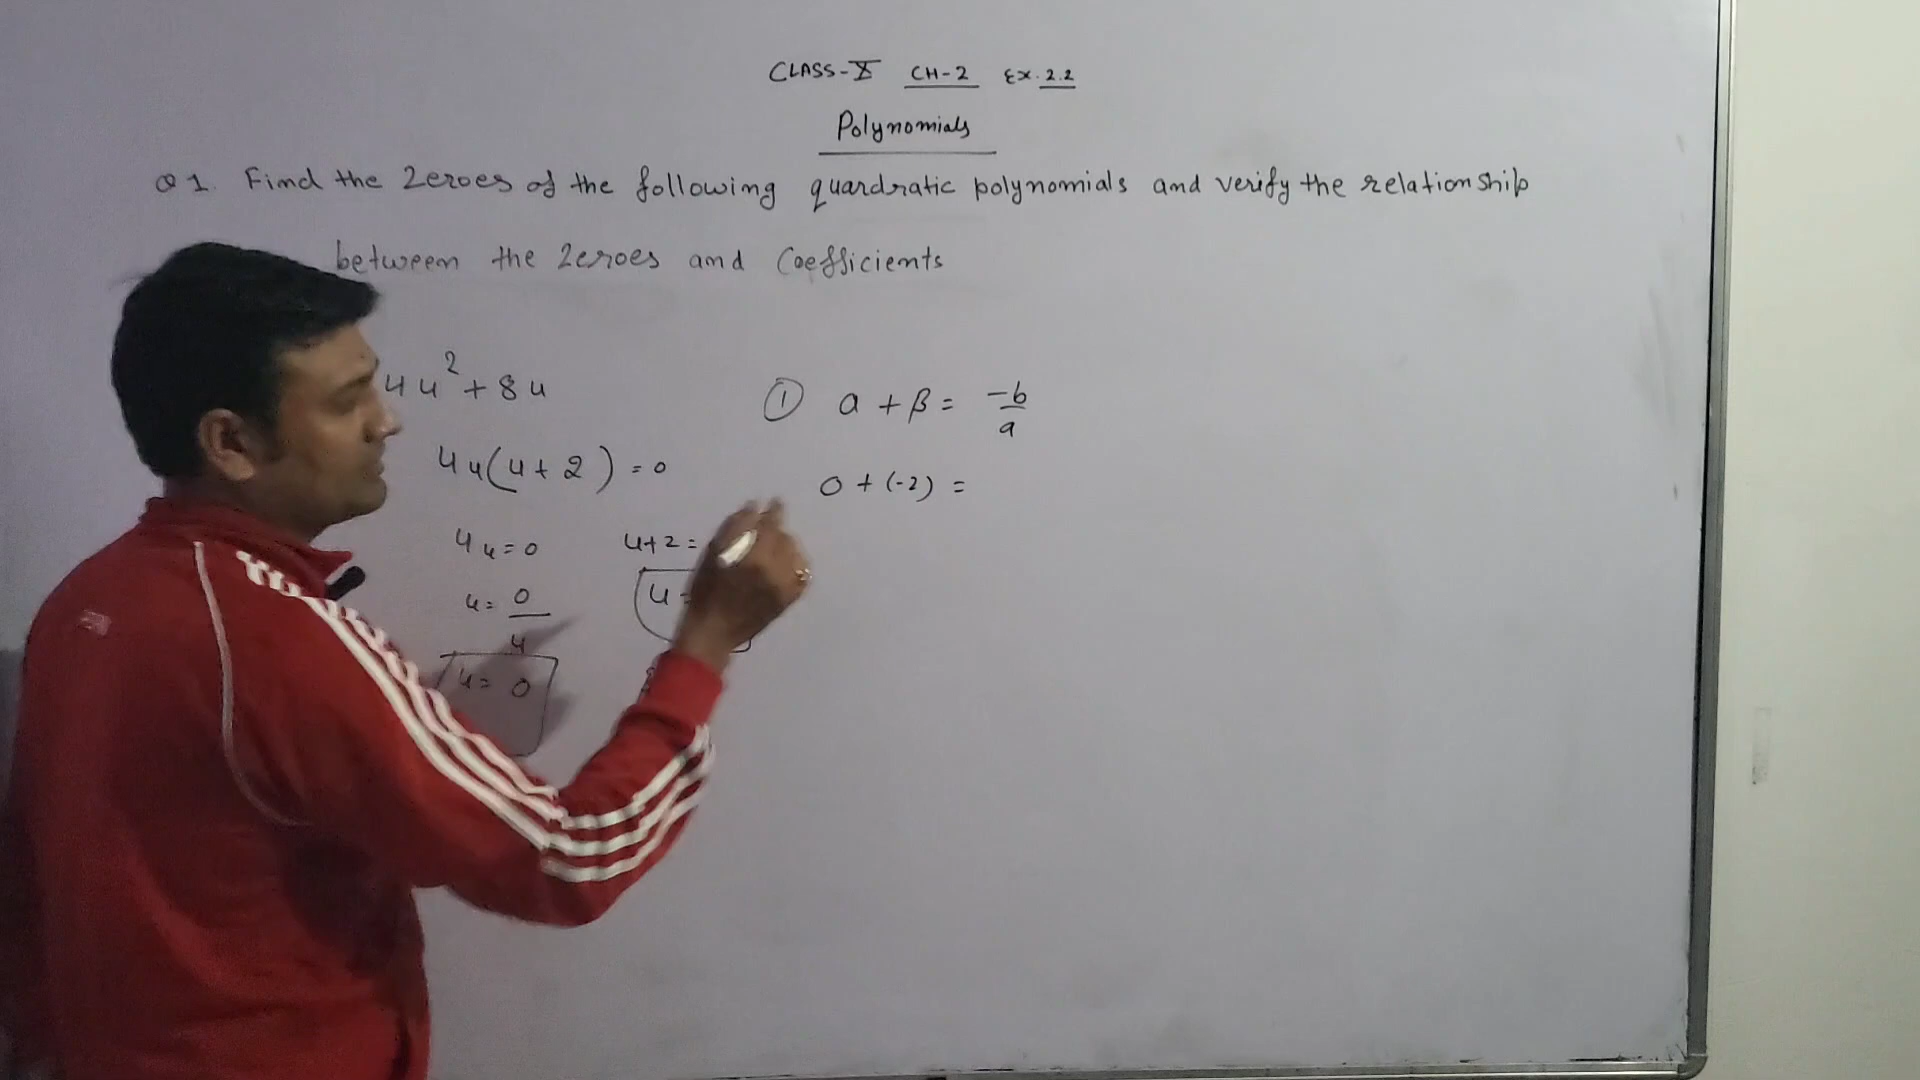 CLASS-X CH-2 Ex. 2.2
Polynomials
Q 1. Find the Zeroes of the following quardratic polynomials and verify the relationship
between the Zeroes and Coefficients
4u² + 8u
4u(u+2) = 0
4u = 0
u = 0/4
u = 0
u+2 =
u =
① α + β = -b/a
0 + (-2) =